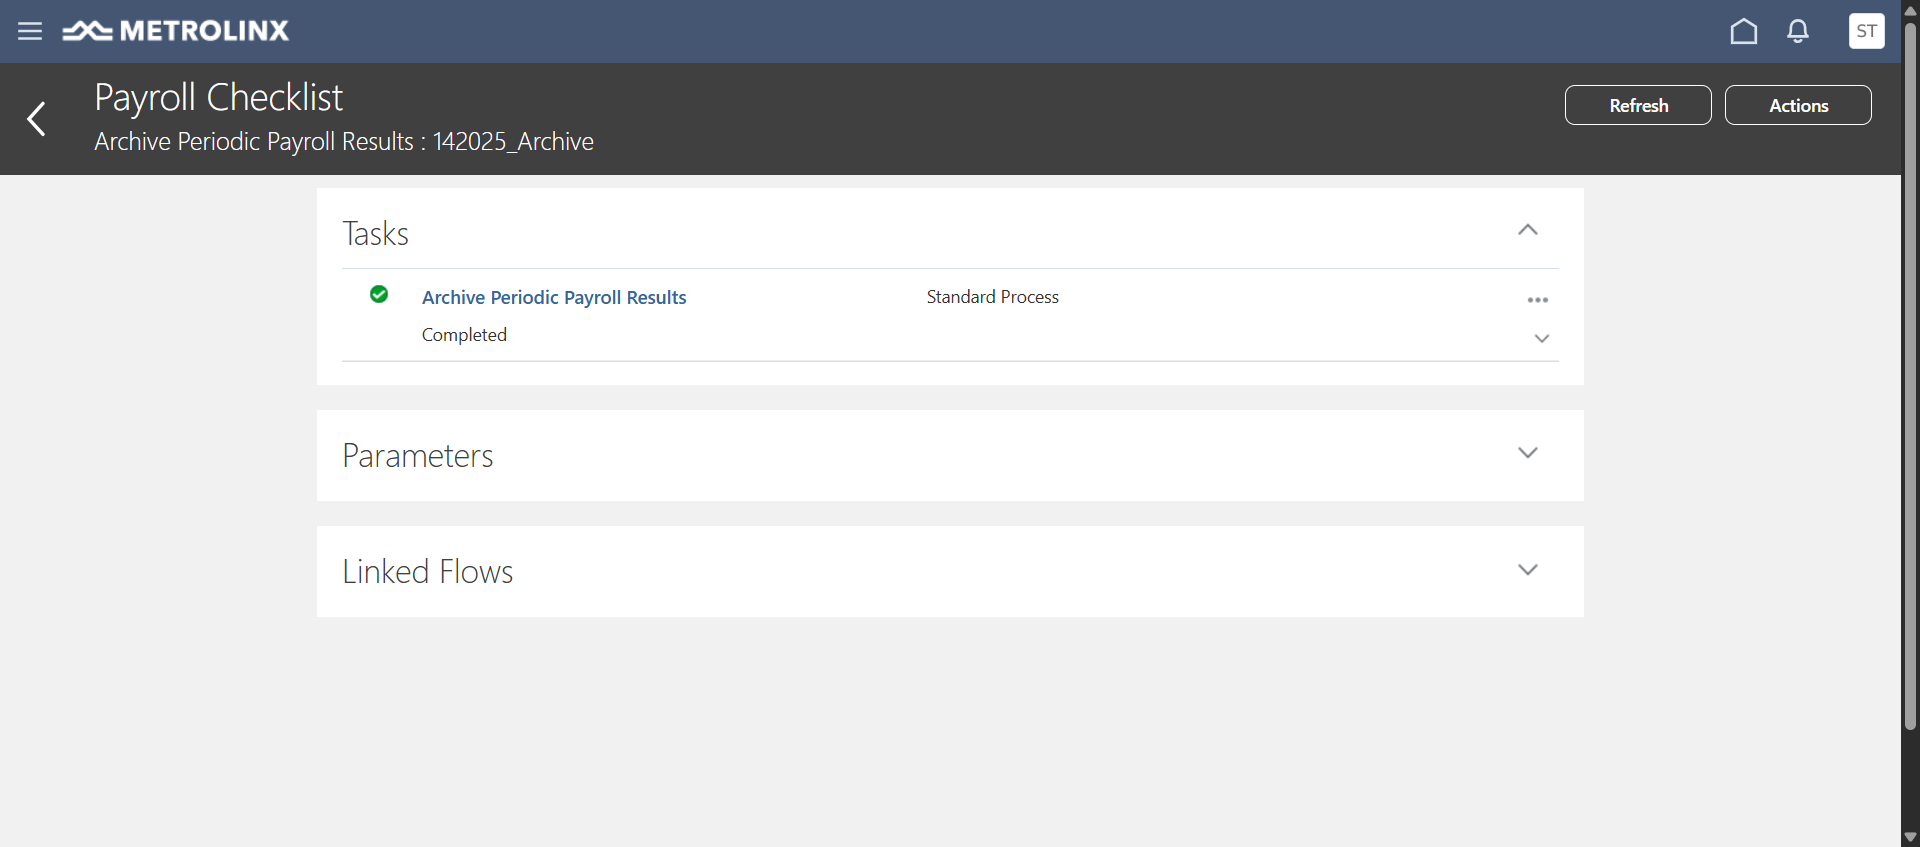 METROLINX
ST
Payroll Checklist
Archive Periodic Payroll Results : 142025_Archive
Refresh
Actions
Tasks
Archive Periodic Payroll Results
Standard Process
Completed
Parameters
Linked Flows